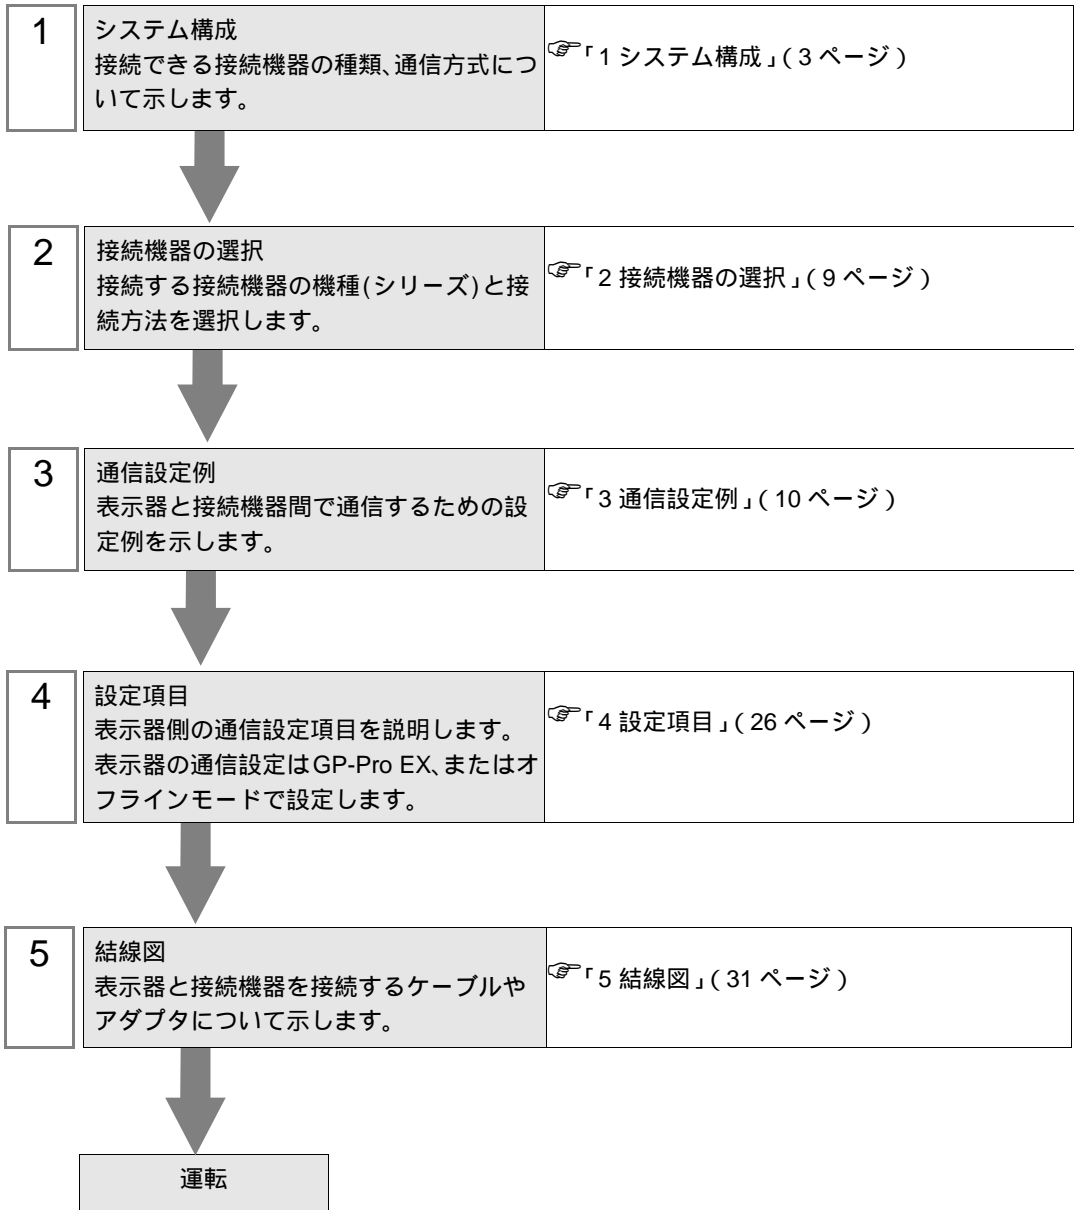 1
システム構成
接続できる接続機器の種類、通信方式につ
いて示します。
☞「1 システム構成」( 3 ページ )
2
接続機器の選択
接続する接続機器の機種(シリーズ)と接
続方法を選択します。
☞「2 接続機器の選択」( 9 ページ )
3
通信設定例
表示器と接続機器間で通信するための設
定例を示します。
☞「3 通信設定例」( 10 ページ )
4
設定項目
表示器側の通信設定項目を説明します。
表示器の通信設定はGP-Pro EX、またはオ
フラインモードで設定します。
☞「4 設定項目」( 26 ページ )
5
結線図
表示器と接続機器を接続するケーブルや
アダプタについて示します。
☞「5 結線図」( 31 ページ )
運転